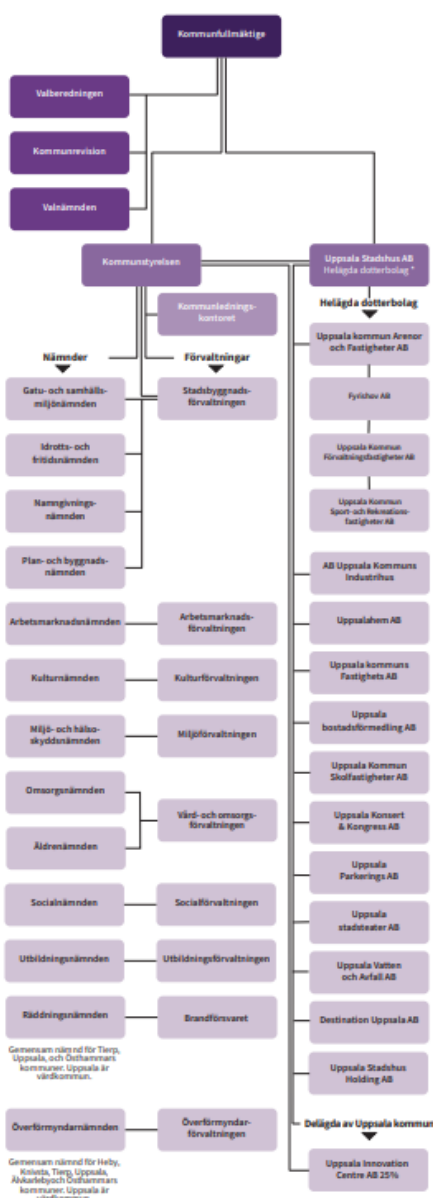 Kommunfullmäktige
Valberedningen
Kommunrevision
Valnämnden
Kommunstyrelsen
Uppsala Stadshus AB
Helägda dotterbolag *
Kommunlednings-
kontoret
Nämnder
Förvaltningar
Gatu- och samhälls-
miljönämnden
Stadsbyggnads-
förvaltningen
Idrotts- och
fritidsnämnden
Namngivnings-
nämnden
Plan- och byggnads-
nämnden
Arbetsmarknadsnämnden
Arbetsmarknads-
förvaltningen
Kulturnämnden
Kulturförvaltningen
Miljö- och hälso-
skyddsnämnden
Miljöförvaltningen
Omsorgsnämnden
Äldrenämnden
Vård-och omsorgs-
förvaltningen
Socialnämnden
Socialförvaltningen
Utbildningsnämnden
Utbildningsförvaltningen
Räddningsnämnden
Brandförsvaret
Gemensam nämnd för Tierp,
Uppsala, och Östhammars
kommuner. Uppsala är
värdkommun.
Överförmyndarnämnden
Överförmyndar-
förvaltningen
Gemensam nämnd för Heby,
Knivsta, Tierp, Uppsala,
Älvkarlebyoch Östhammars
kommuner. Uppsala är
Helägda dotterbolag
Uppsala kommun Arenor
och Fastigheter AB
Fyrishov AB
Uppsala Kommun
Förvaltningsfastigheter AB
Uppsala Kommun
Sport-och Rekreations-
fastigheter AB
AB Uppsala Kommuns
Industrihus
Uppsalahem AB
Uppsala kommuns
Fastighets AB
Uppsala
bostadsförmedling AB
Uppsala Kommun
Skolfastigheter AB
Uppsala Konsert
& Kongress AB
Uppsala
Parkerings AB
Uppsala
stadsteater AB
Uppsala Vatten
och Avfall AB
Destination Uppsala AB
Uppsala Stadshus
Holding AB
Delägda av Uppsala kommun
Uppsala Innovation
Centre AB 25%